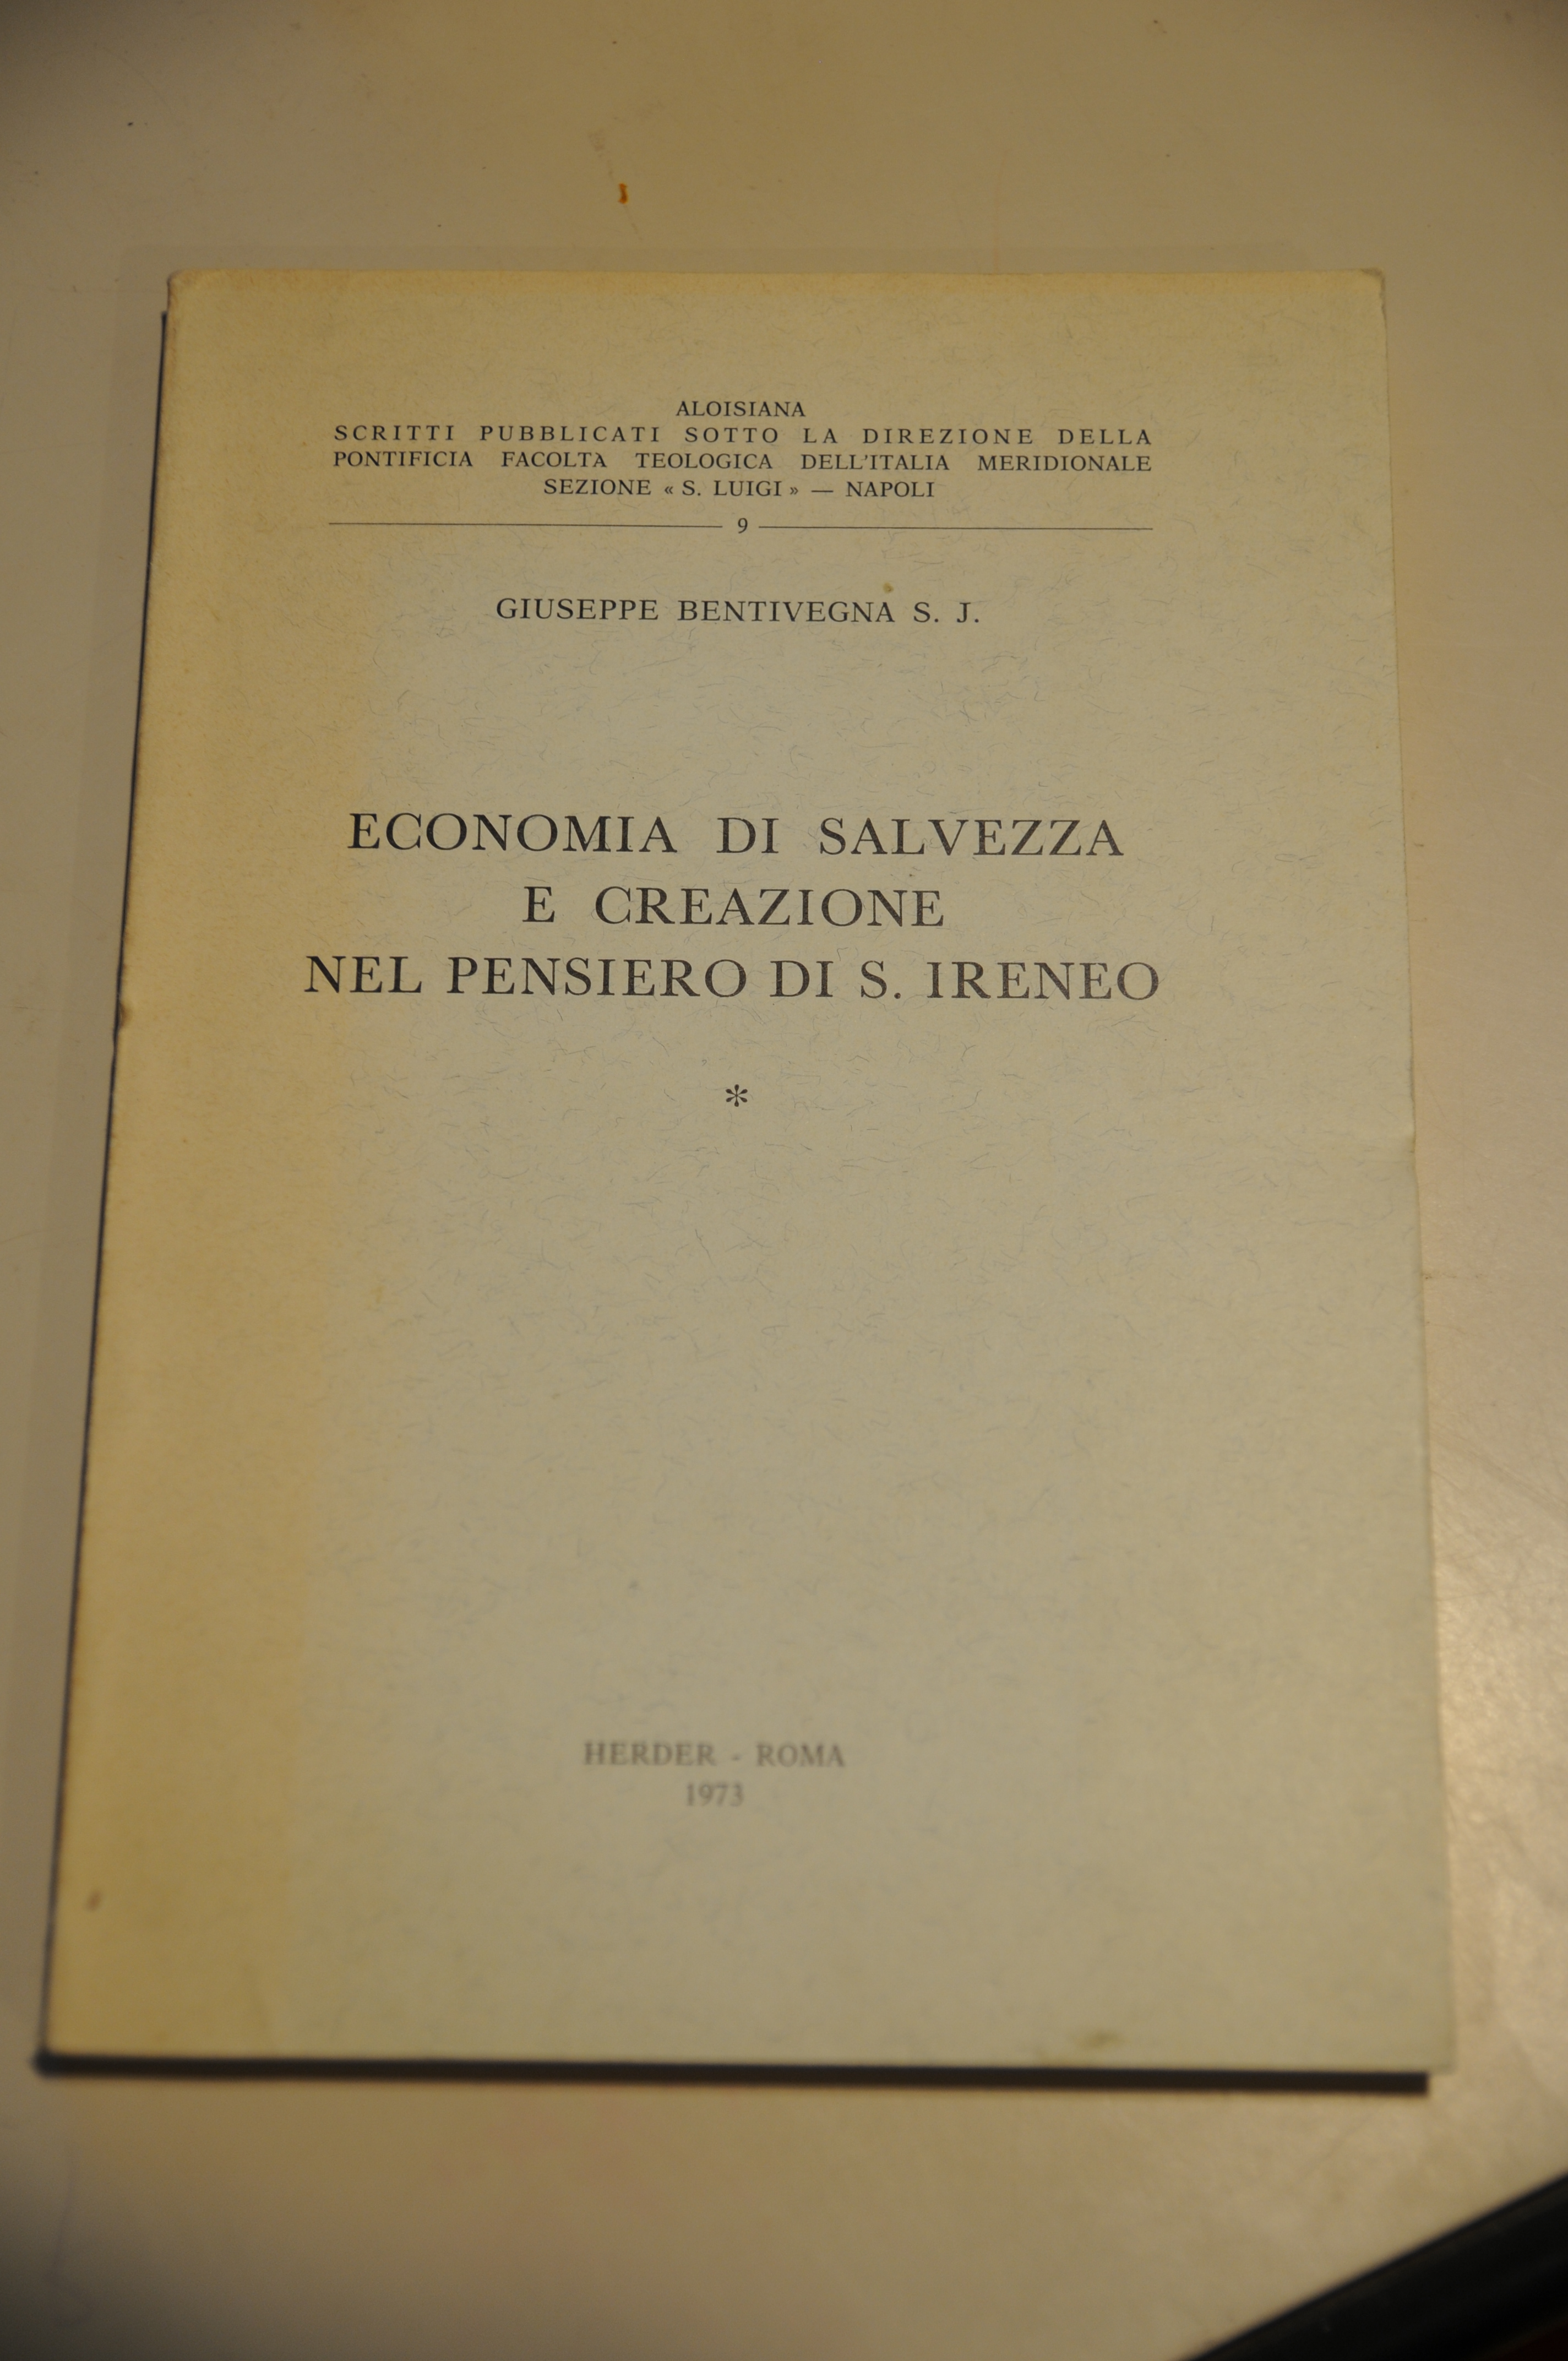 ALOISIANA
SCRITTI PUBBLICATI SOTTO LA DIREZIONE DELLA
PONTIFICIA FACOLTÀ TEOLOGICA DELL'ITALIA MERIDIONALE
SEZIONE « S. LUIGI » — NAPOLI
9
GIUSEPPE BENTIVEGNA S. J.
ECONOMIA DI SALVEZZA
E CREAZIONE
NEL PENSIERO DI S. IRENEO
*
HERDER - ROMA
1973